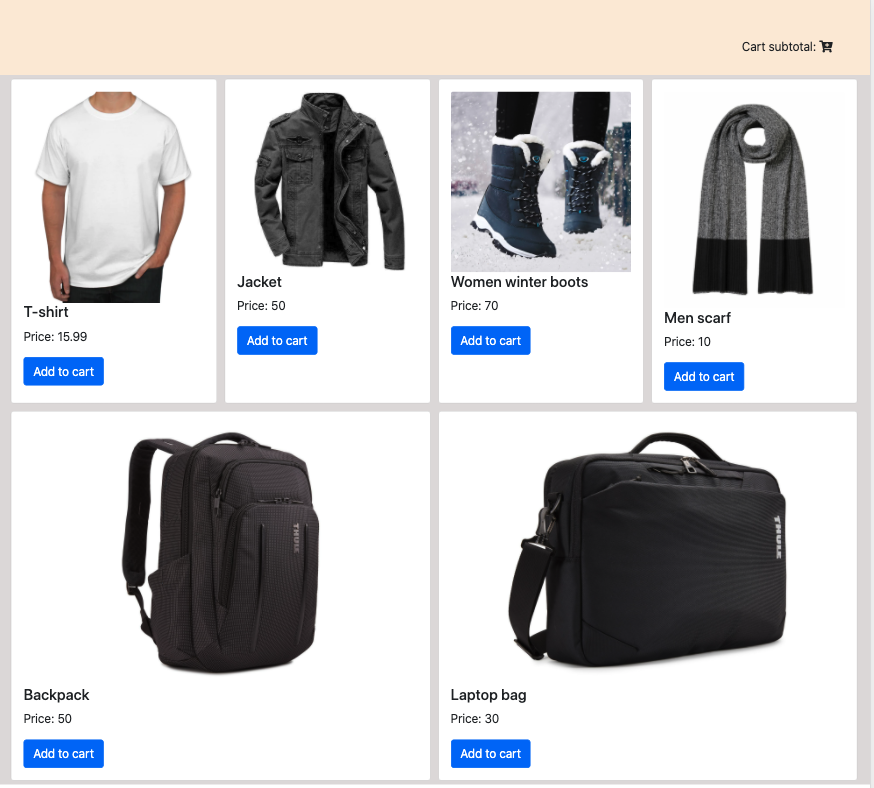 Cart subtotal:
T-shirt
Price: 15.99
Add to cart
Jacket
Price: 50
Add to cart
Women winter boots
Price: 70
Add to cart
Men scarf
Price: 10
Add to cart
THULE
Backpack
Price: 50
Add to cart
THULE
Laptop bag
Price: 30
Add to cart